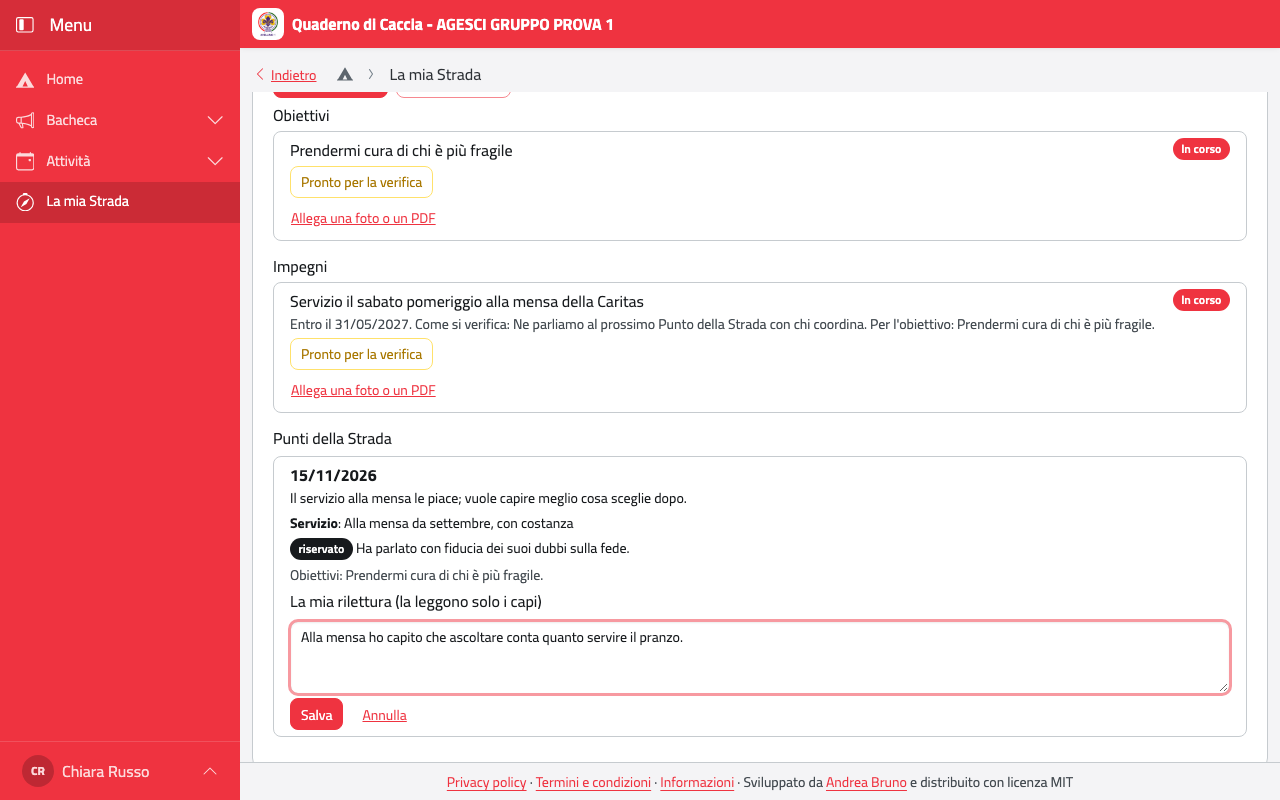 Menu
Quaderno di Caccia - AGESCI GRUPPO PROVA 1
Indietro
La mia Strada
Home
Bacheca
Attività
La mia Strada
Obiettivi
Prendermi cura di chi è più fragile
In corso
Pronto per la verifica
Allega una foto o un PDF
Impegni
Servizio il sabato pomeriggio alla mensa della Caritas
In corso
Entro il 31/05/2027. Come si verifica: Ne parliamo al prossimo Punto della Strada con chi coordina. Per l'obiettivo: Prendermi cura di chi è più fragile.
Pronto per la verifica
Allega una foto o un PDF
Punti della Strada
15/11/2026
Il servizio alla mensa le piace; vuole capire meglio cosa sceglie dopo.
Servizio: Alla mensa da settembre, con costanza
riservato Ha parlato con fiducia dei suoi dubbi sulla fede.
Obiettivi: Prendermi cura di chi è più fragile.
La mia rilettura (la leggono solo i capi)
Alla mensa ho capito che ascoltare conta quanto servire il pranzo.
Salva
Annulla
CR Chiara Russo
Privacy policy · Termini e condizioni · Informazioni · Sviluppato da Andrea Bruno e distribuito con licenza MIT